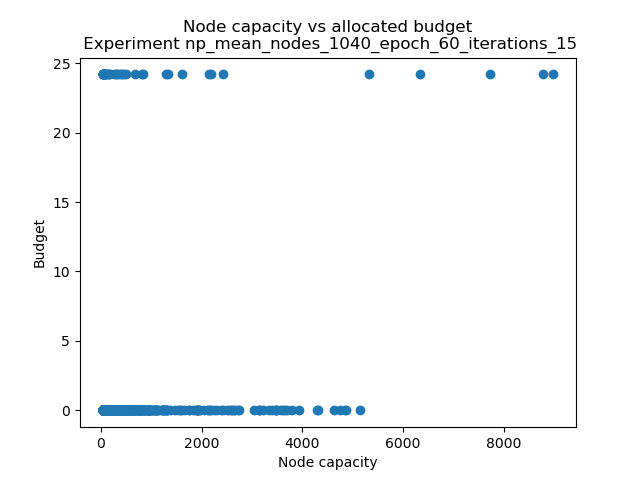 Node capacity vs allocated budget
Experiment np_mean_nodes_1040_epoch_60_iterations_15
25
20
15
10
5
0
Budget
0 2000 4000 6000 8000
Node capacity